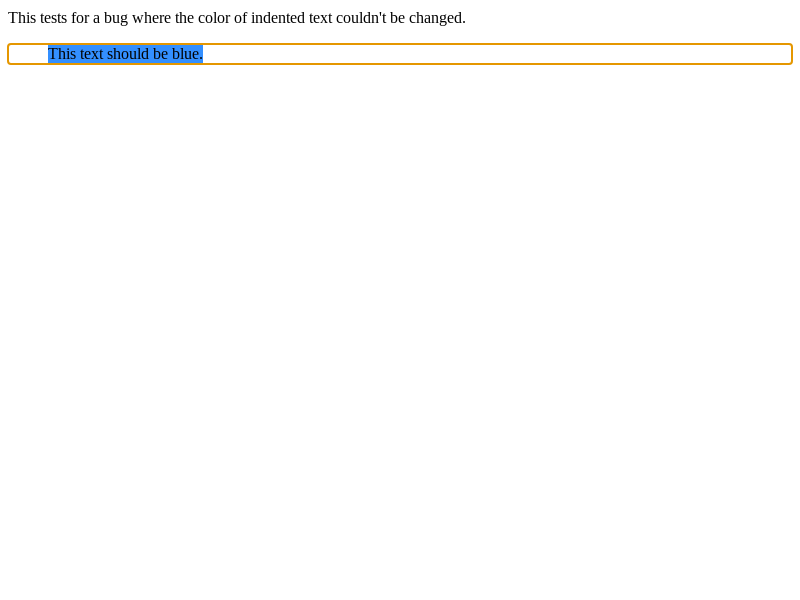 This tests for a bug where the color of indented text couldn't be changed.
This text should be blue.